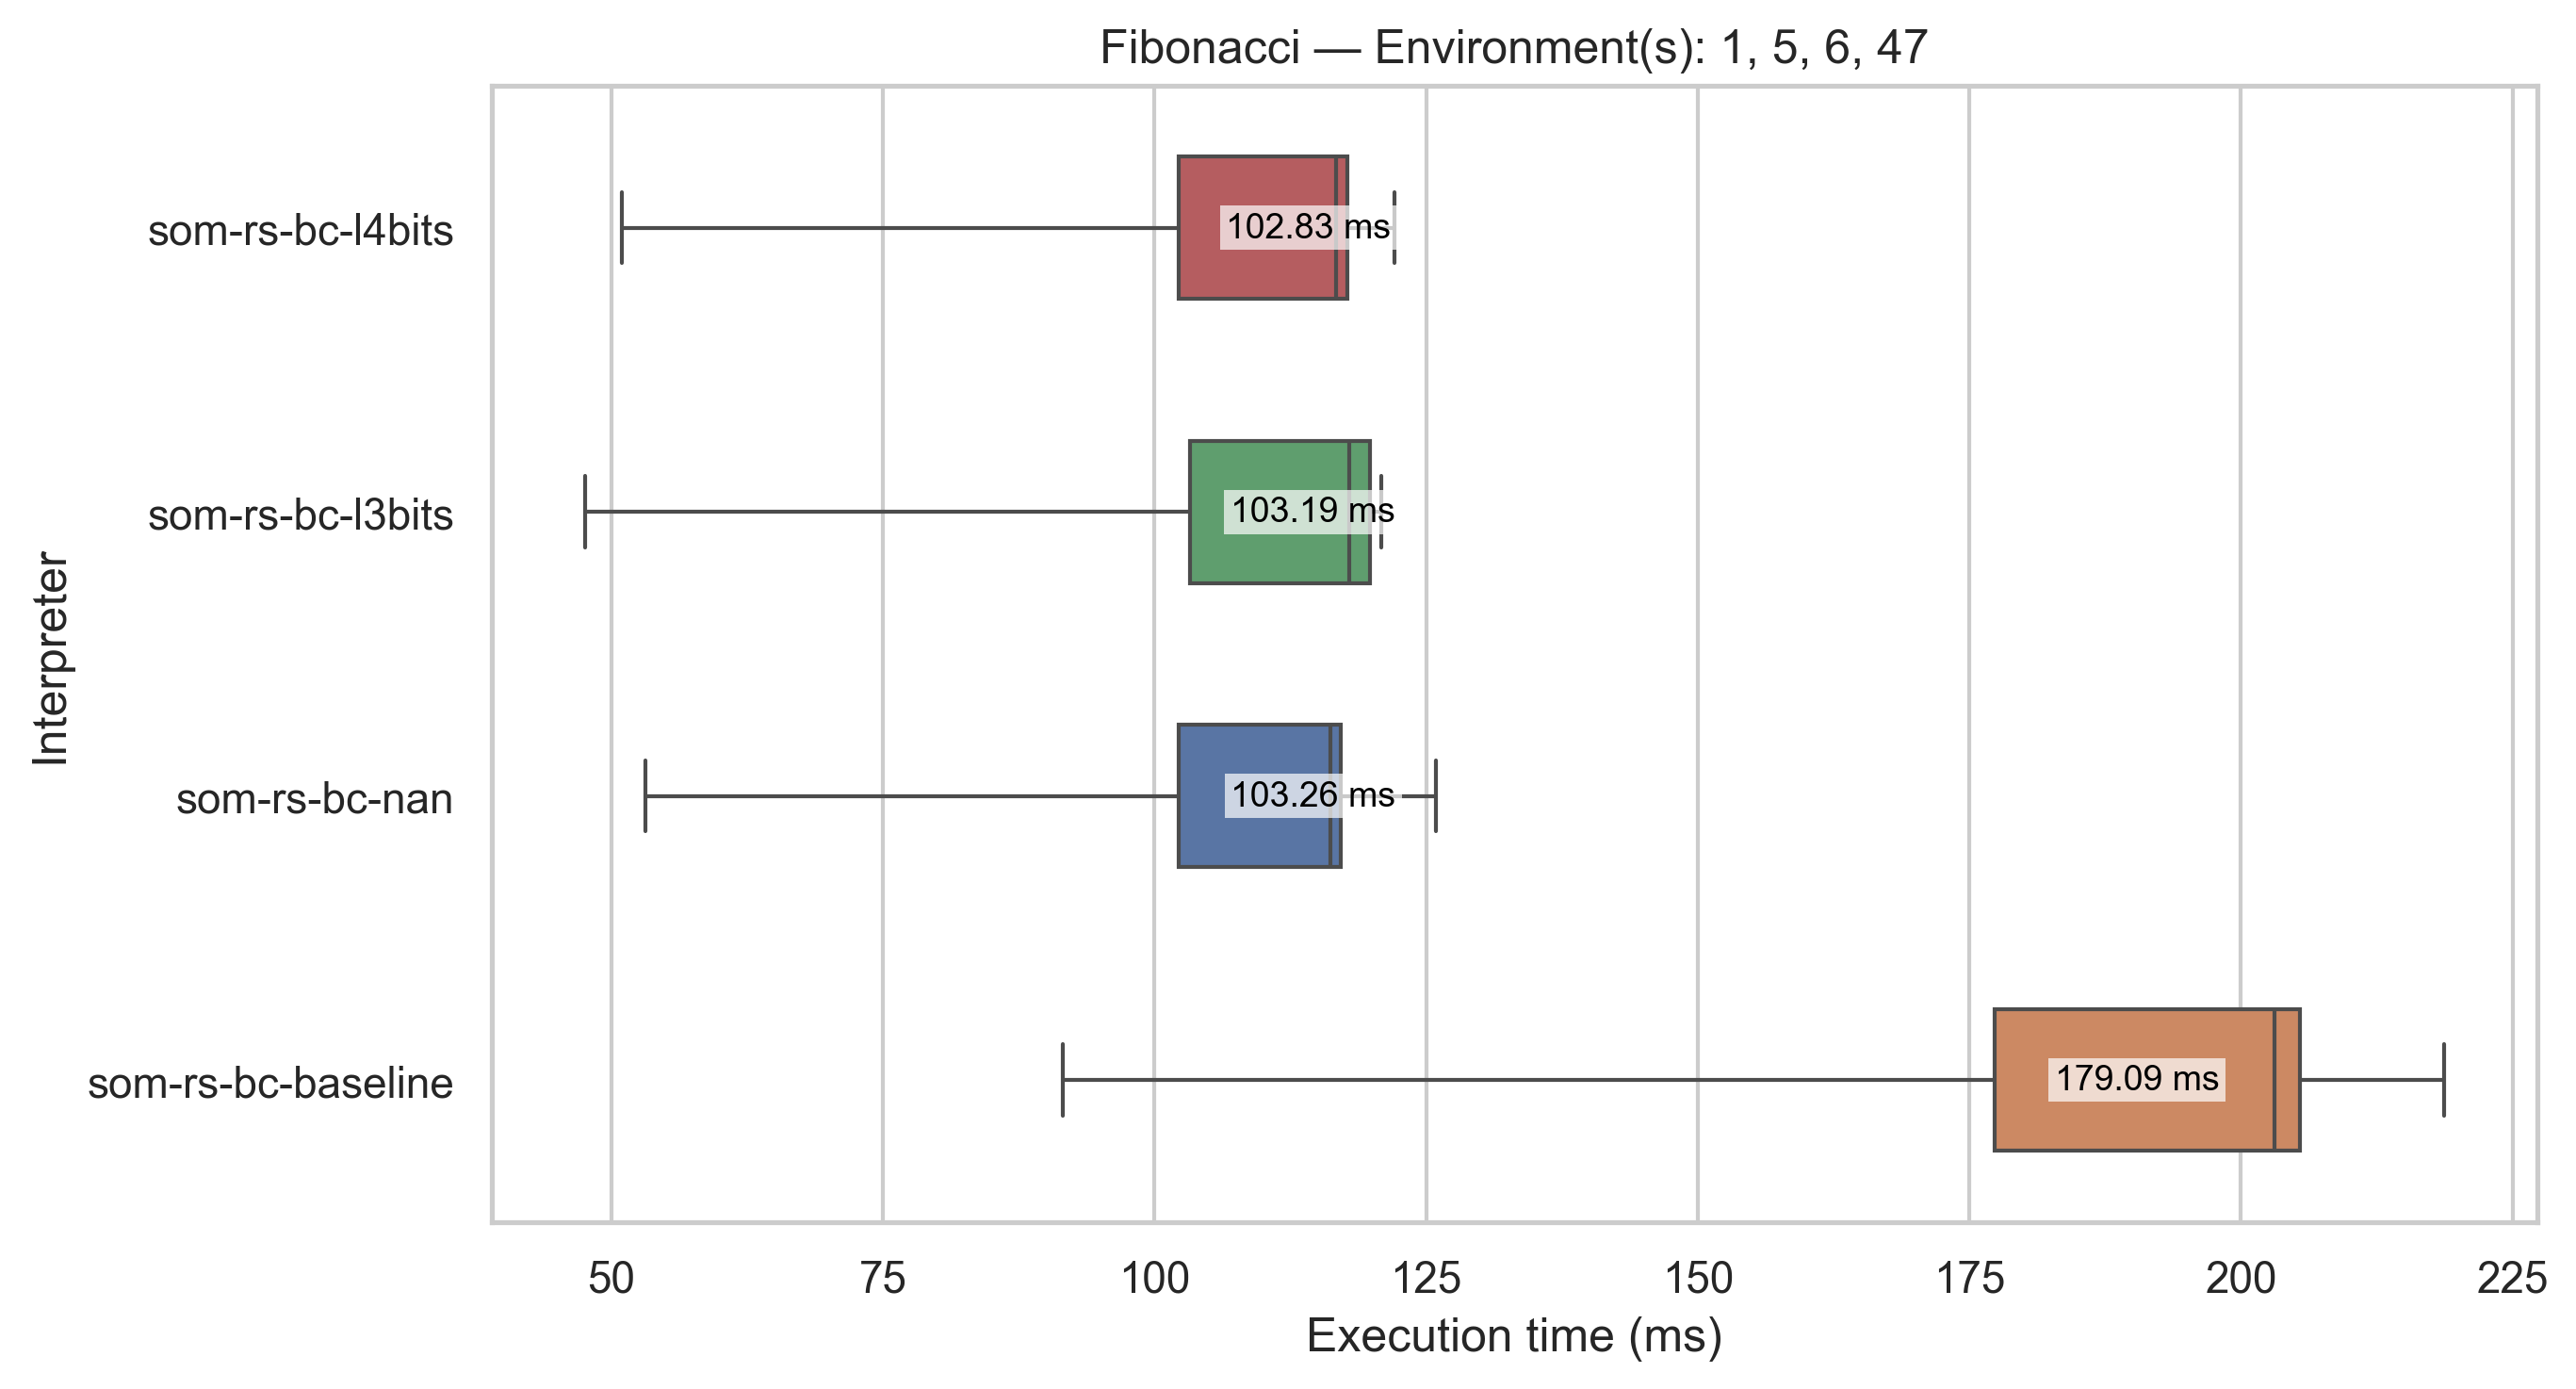 Fibonacci — Environment(s): 1, 5, 6, 47
som-rs-bc-l4bits
102.83 ms
som-rs-bc-l3bits
103.19 ms
Interpreter
som-rs-bc-nan
103.26 ms
som-rs-bc-baseline
179.09 ms
50 75 100 125 150 175 200 225
Execution time (ms)